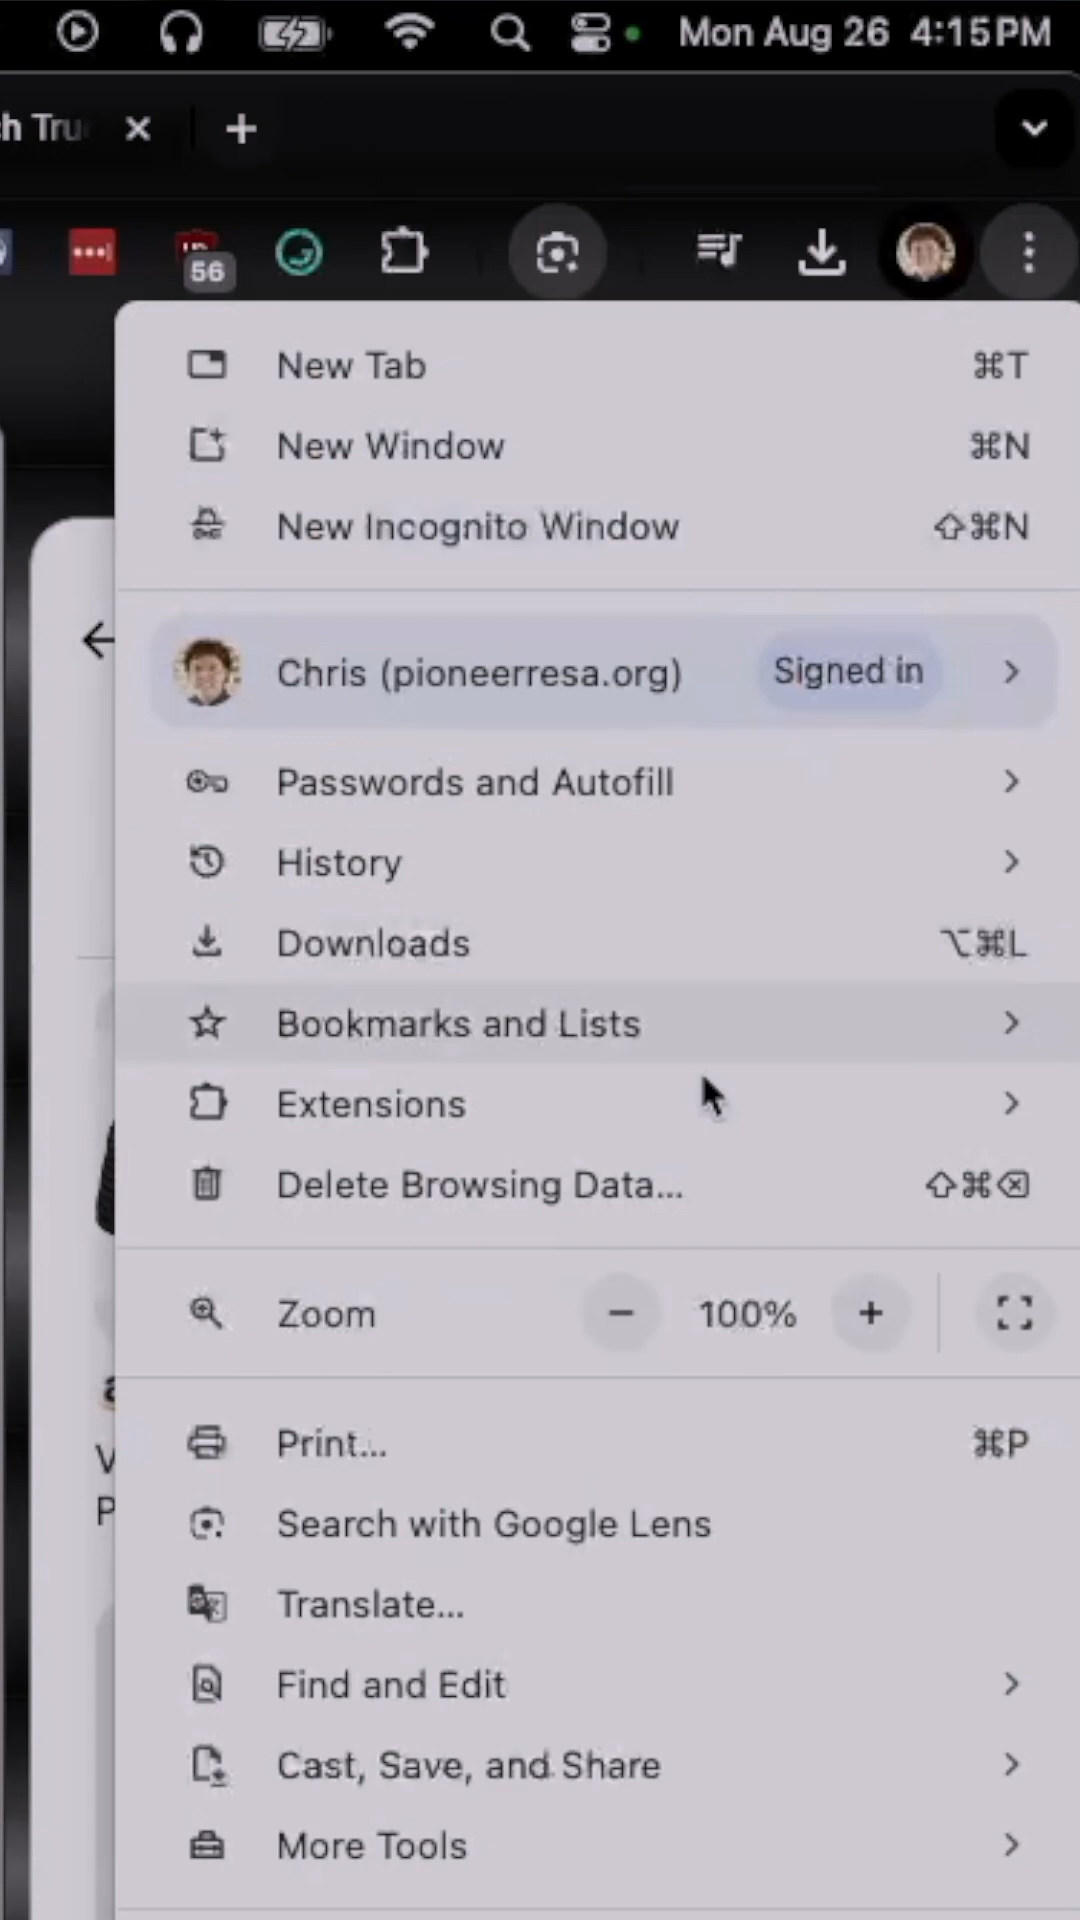 Mon Aug 26 4:15 PM
ch Tru
56
New Tab ⌘T
New Window ⌘N
New Incognito Window ⇧⌘N
Chris (pioneerresa.org) Signed in
Passwords and Autofill
History
Downloads ⌥⌘L
Bookmarks and Lists
Extensions
Delete Browsing Data... ⇧⌘⌫
Zoom − 100% +
Print... ⌘P
Search with Google Lens
Translate...
Find and Edit
Cast, Save, and Share
More Tools